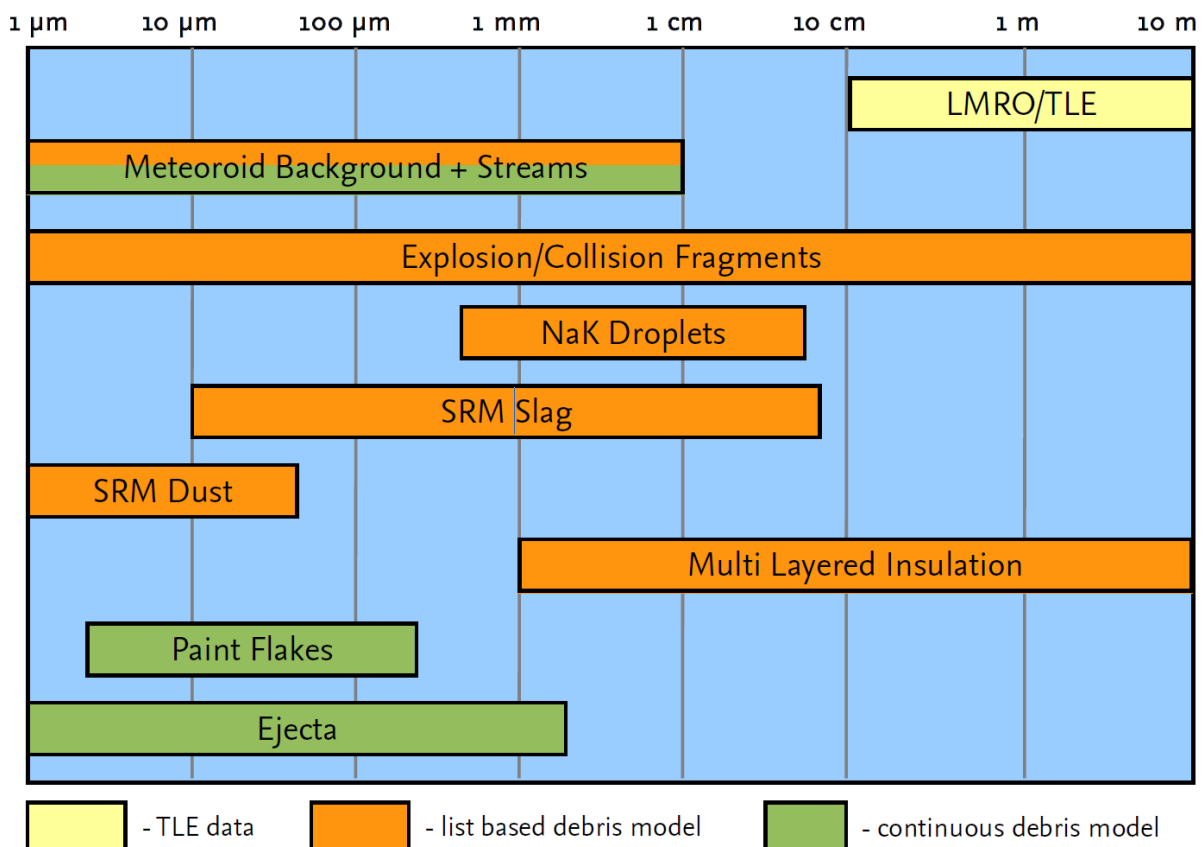 1 µm 10 µm 100 µm 1 mm 1 cm 10 cm 1 m 10 m
LMRO/TLE
Meteoroid Background + Streams
Explosion/Collision Fragments
NaK Droplets
SRM Slag
SRM Dust
Multi Layered Insulation
Paint Flakes
Ejecta
- TLE data - list based debris model - continuous debris model